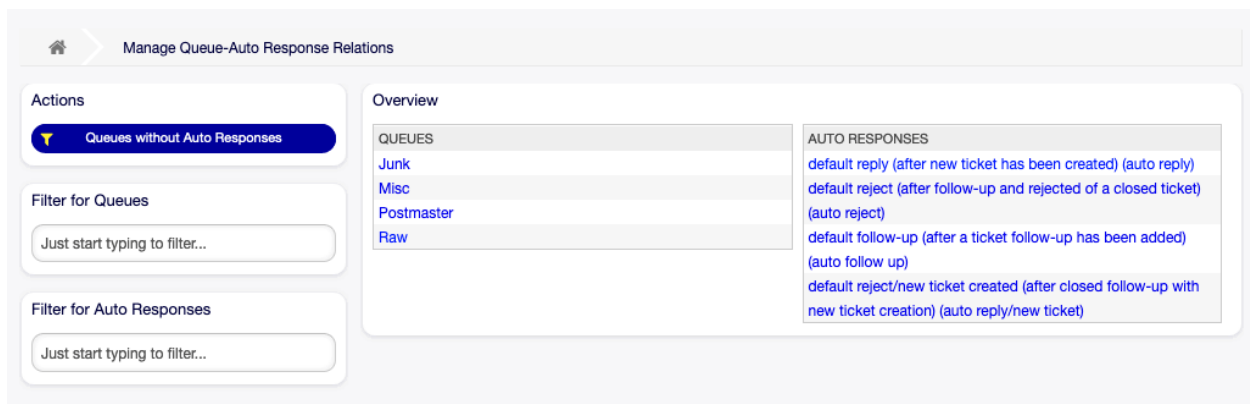 Manage Queue-Auto Response Relations
Actions
Queues without Auto Responses
Filter for Queues
Just start typing to filter...
Filter for Auto Responses
Just start typing to filter...
Overview
QUEUES
Junk
Misc
Postmaster
Raw
AUTO RESPONSES
default reply (after new ticket has been created) (auto reply)
default reject (after follow-up and rejected of a closed ticket)
(auto reject)
default follow-up (after a ticket follow-up has been added)
(auto follow up)
default reject/new ticket created (after closed follow-up with
new ticket creation) (auto reply/new ticket)